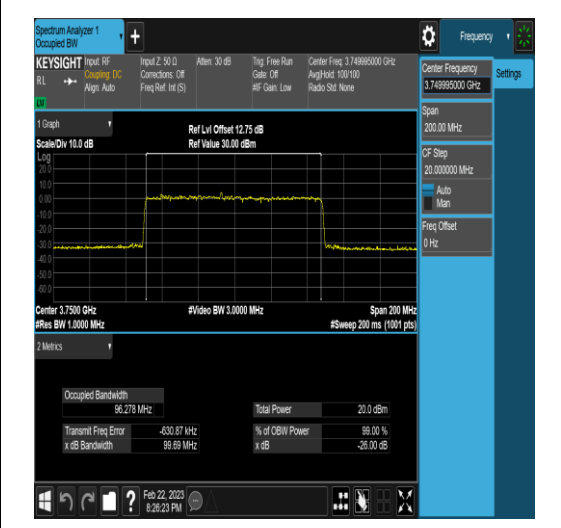 Spectrum Analyzer 1
Occupied BW
Frequency
KEYSIGHT
R L
LW
Input: RF
Coupling: DC
Align: Auto
Input Z: 50 Ω
Corrections: Off
Freq Ref: Int (S)
Atten: 30 dB
Trig: Free Run
Gate: Off
#IF Gain: Low
Center Freq: 3.749995000 GHz
Avg|Hold: 100/100
Radio Std: None
Center Frequency
3.749995000 GHz
Settings
Span
200.00 MHz
CF Step
20.000000 MHz
Auto
Man
Freq Offset
0 Hz
1 Graph
Scale/Div 10.0 dB
Ref Lvl Offset 12.75 dB
Ref Value 30.00 dBm
Log
20.0
10.0
0.00
-10.0
-20.0
-30.0
-40.0
-50.0
-60.0
Center 3.7500 GHz
#Res BW 1.0000 MHz
#Video BW 3.0000 MHz
Span 200 MHz
#Sweep 200 ms (1001 pts)
2 Metrics
Occupied Bandwidth
96.278 MHz
Transmit Freq Error -630.87 kHz
x dB Bandwidth 99.69 MHz
Total Power 20.0 dBm
% of OBW Power 99.00 %
x dB -26.00 dB
?
Feb 22, 2023
8:26:23 PM